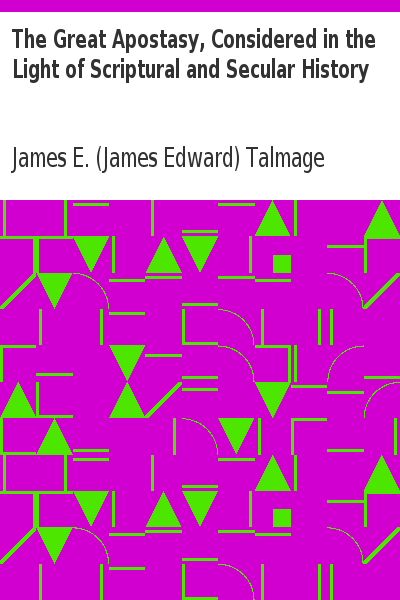 The Great Apostasy, Considered in the
Light of Scriptural and Secular History
James E. (James Edward) Talmage